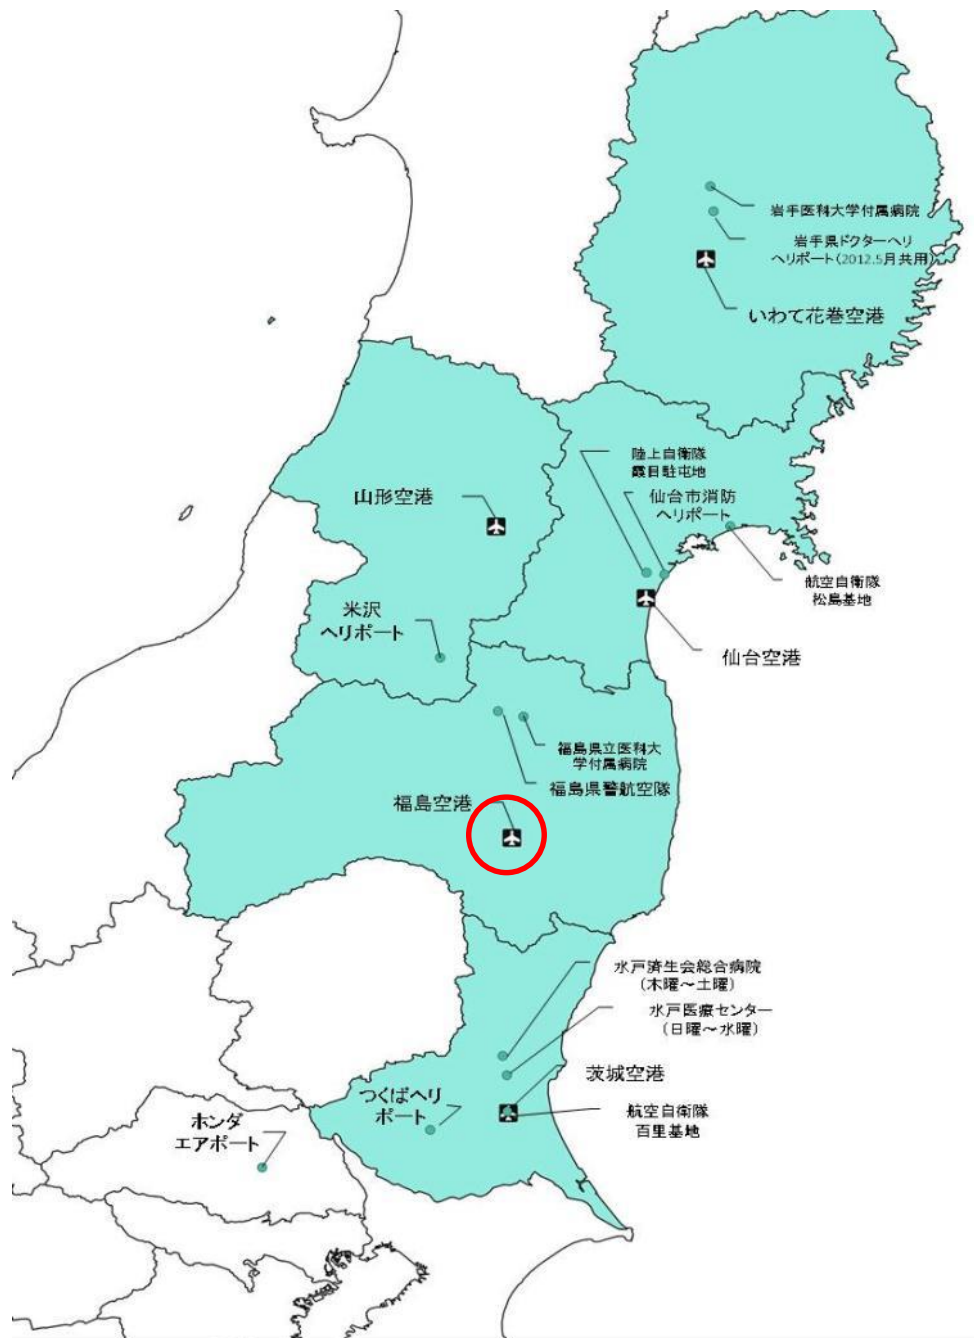 岩手医科大学付属病院
岩手県ドクターヘリ
ヘリポート(2012.5月共用)
いわて花巻空港
陸上自衛隊
霞目駐屯地
仙台市消防
ヘリポート
山形空港
航空自衛隊
松島基地
米沢
ヘリポート
仙台空港
福島県立医科大
学付属病院
福島県警航空隊
福島空港
水戸済生会総合病院
(木曜～土曜)
水戸医療センター
(日曜～水曜)
茨城空港
つくばヘリ
ポート
航空自衛隊
百里基地
ホンダ
エアポート